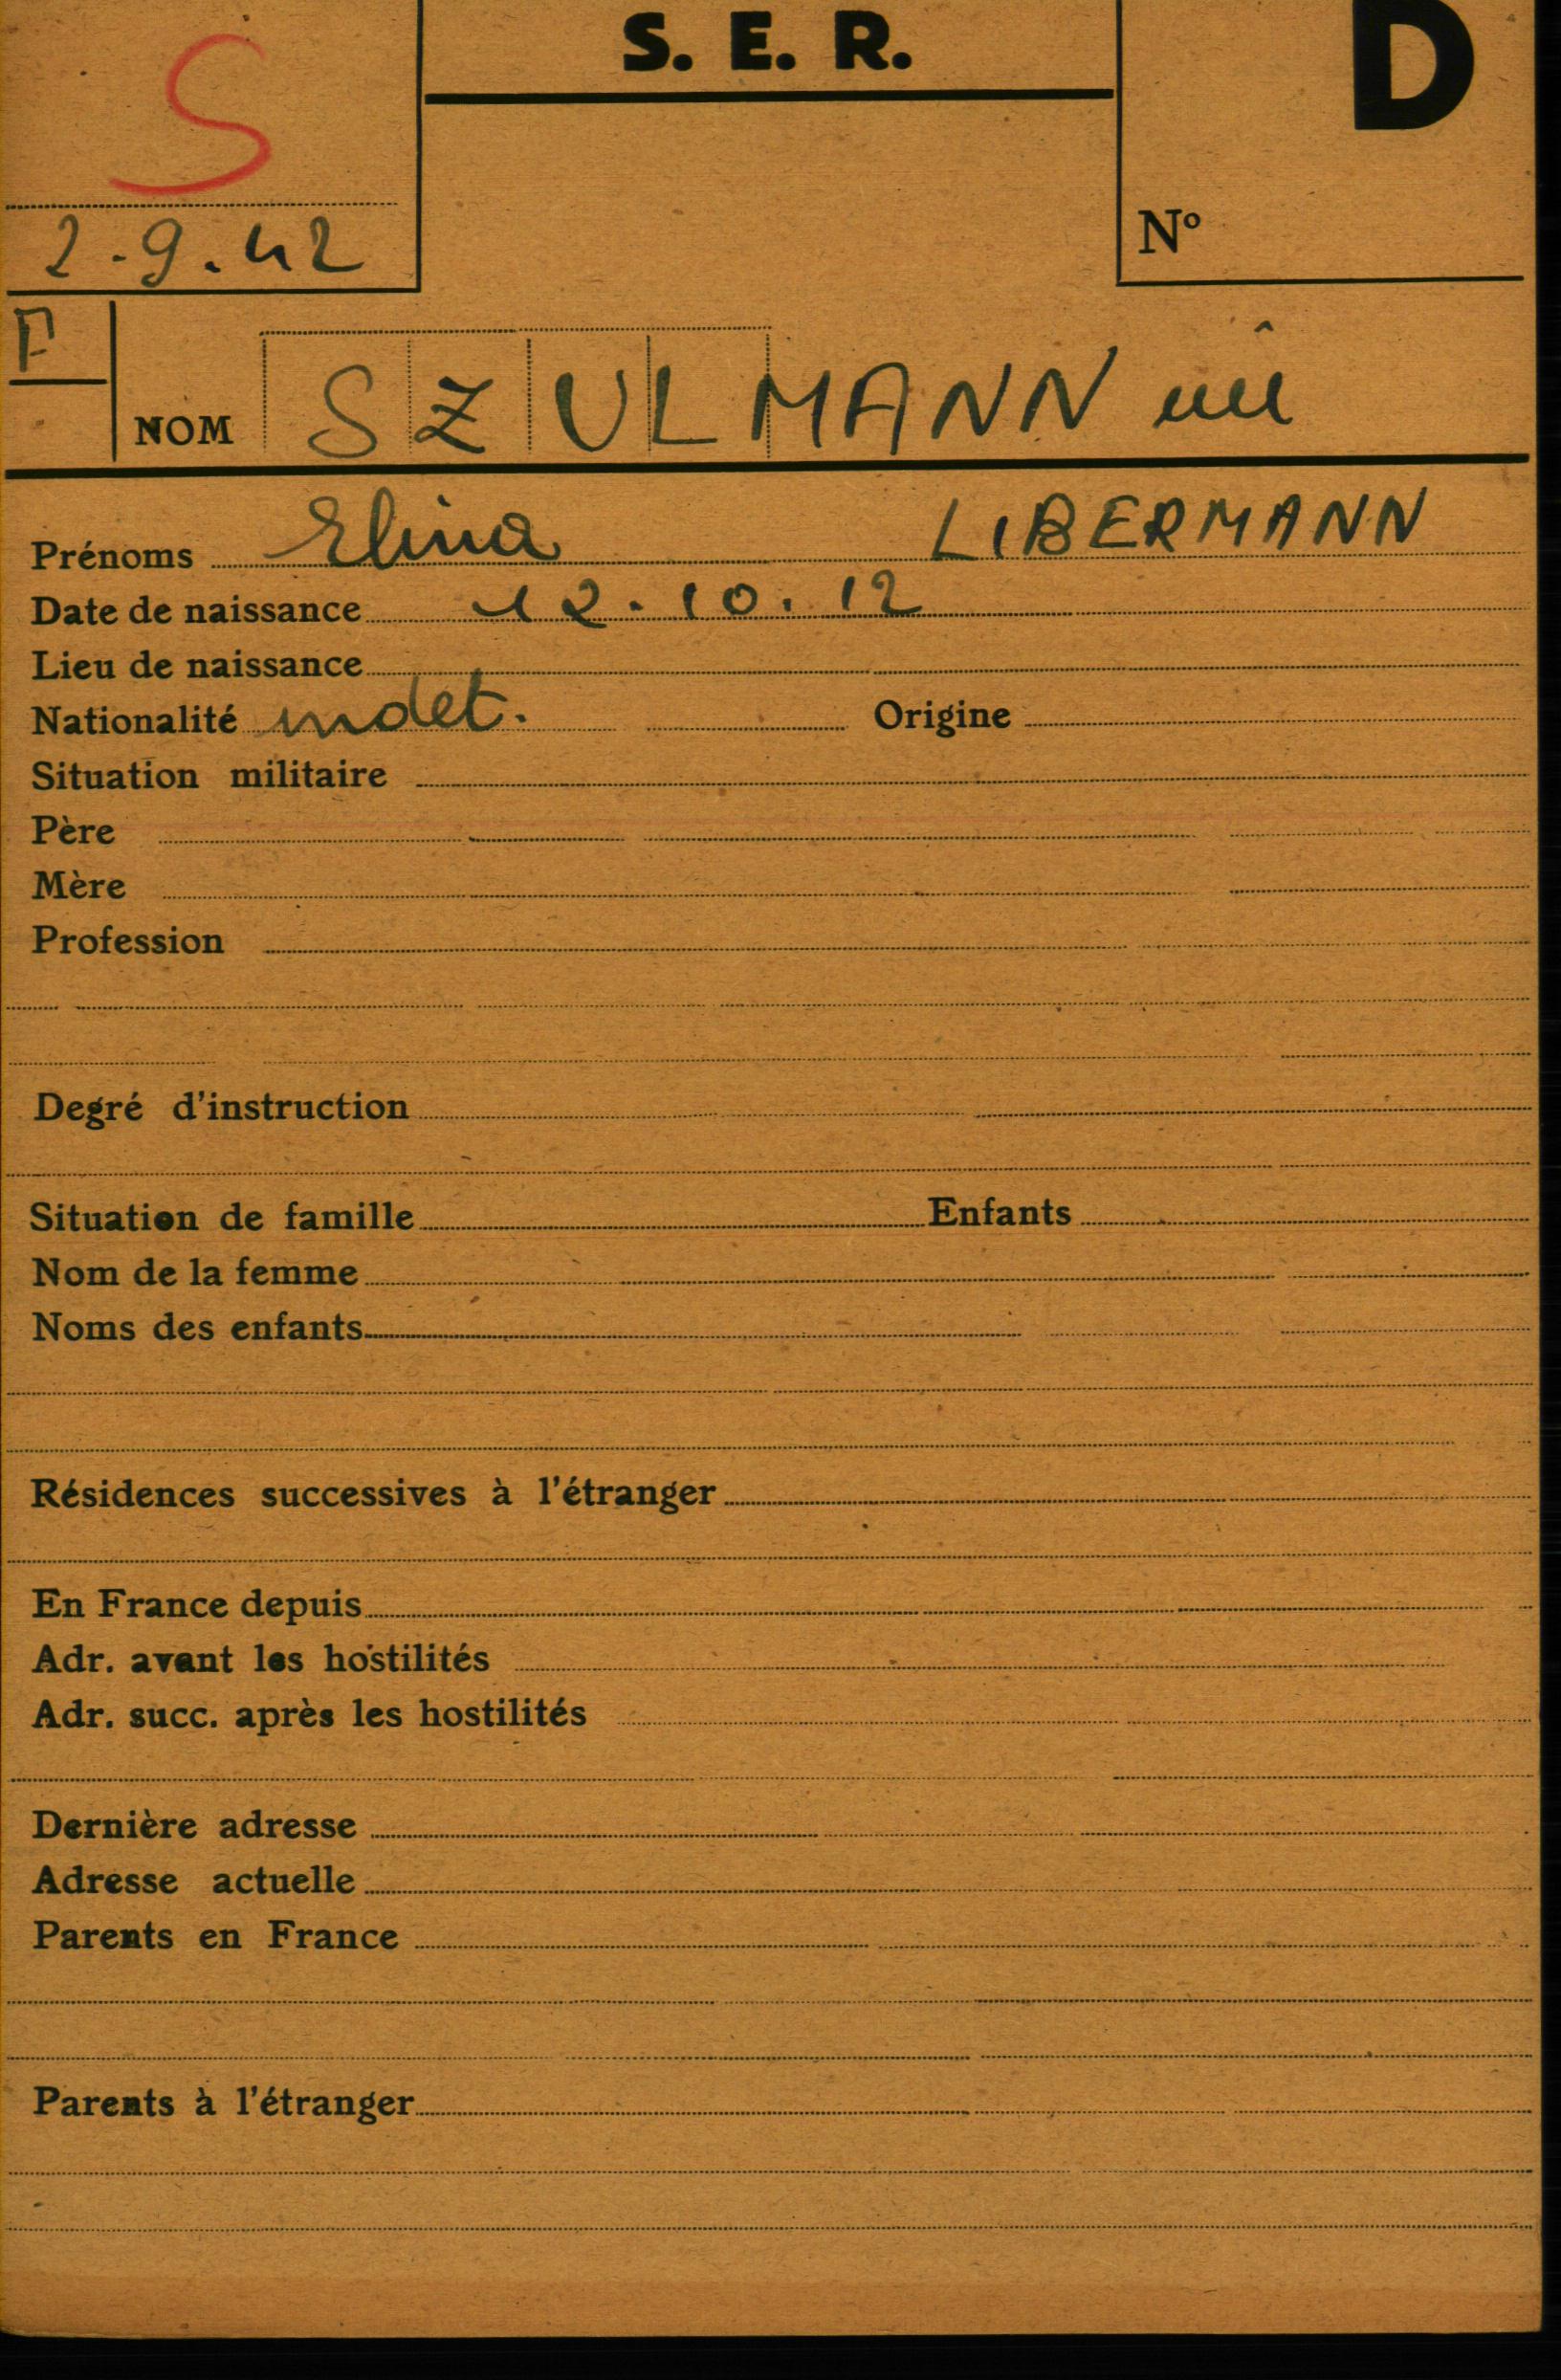 S. E. R.
D
S
2.9.42
N°
F
NOM SZULMANN née
LIBERMANN
Prénoms Elina
Date de naissance 12.10.12
Lieu de naissance
Nationalité indet. Origine
Situation militaire
Père
Mère
Profession
Degré d'instruction
Situation de famille Enfants
Nom de la femme
Noms des enfants
Résidences successives à l'étranger
En France depuis
Adr. avant les hostilités
Adr. succ. après les hostilités
Dernière adresse
Adresse actuelle
Parents en France
Parents à l'étranger